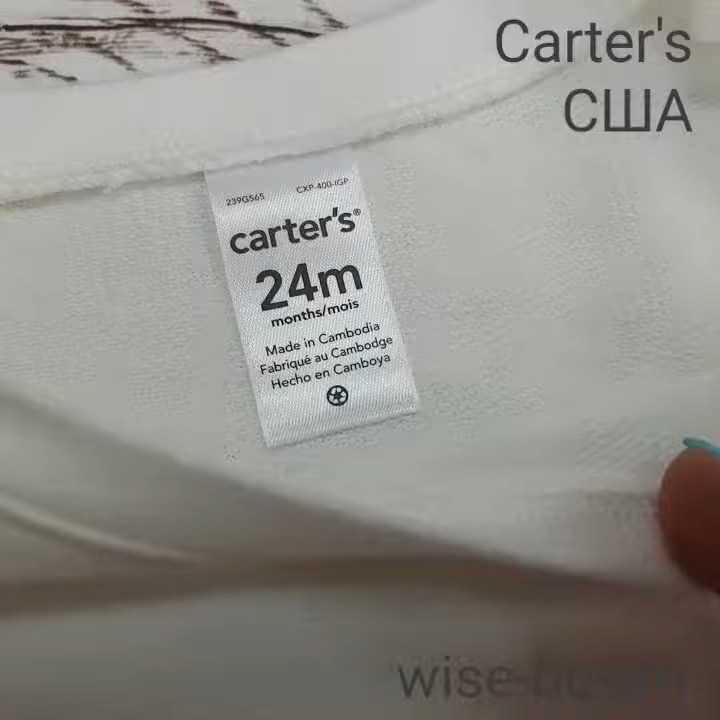 Carter's
США
239G565 CXP-400-IGP
carter's®
24m
months/mois
Made in Cambodia
Fabriqué au Cambodge
Hecho en Camboya